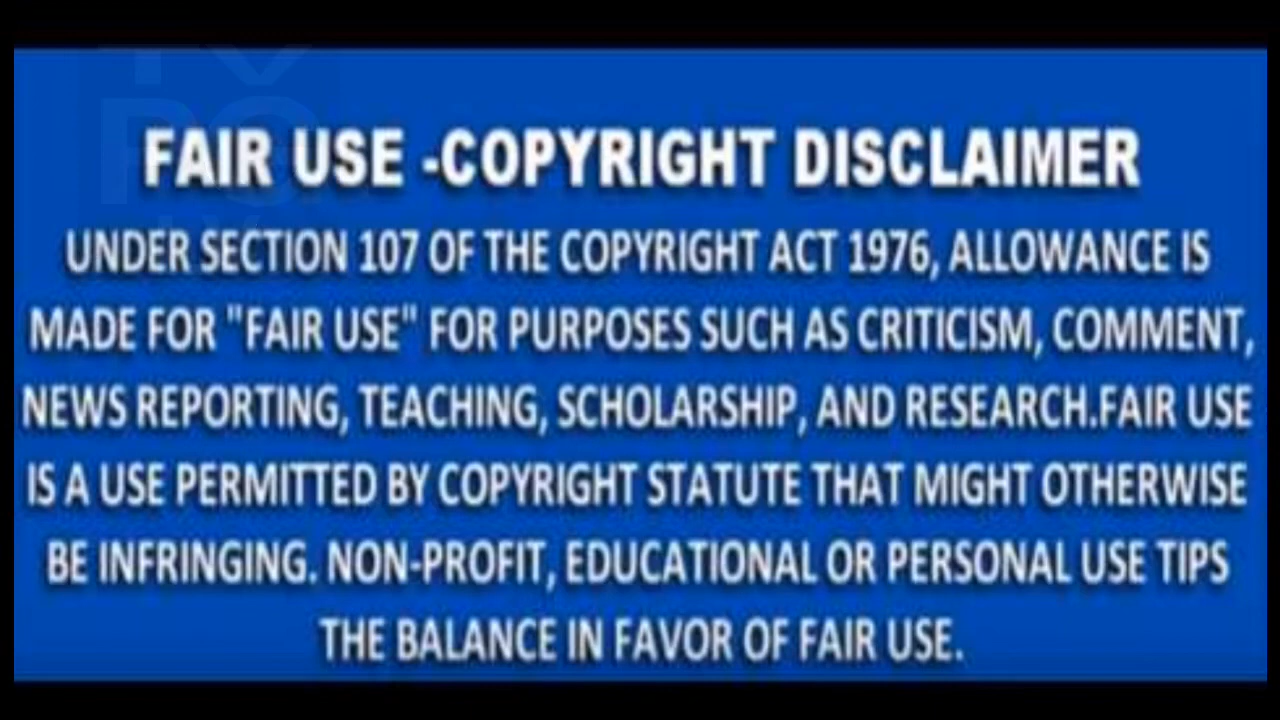 TV
PG
FAIR USE -COPYRIGHT DISCLAIMER
UNDER SECTION 107 OF THE COPYRIGHT ACT 1976, ALLOWANCE IS
MADE FOR "FAIR USE" FOR PURPOSES SUCH AS CRITICISM, COMMENT,
NEWS REPORTING, TEACHING, SCHOLARSHIP, AND RESEARCH.FAIR USE
IS A USE PERMITTED BY COPYRIGHT STATUTE THAT MIGHT OTHERWISE
BE INFRINGING. NON-PROFIT, EDUCATIONAL OR PERSONAL USE TIPS
THE BALANCE IN FAVOR OF FAIR USE.